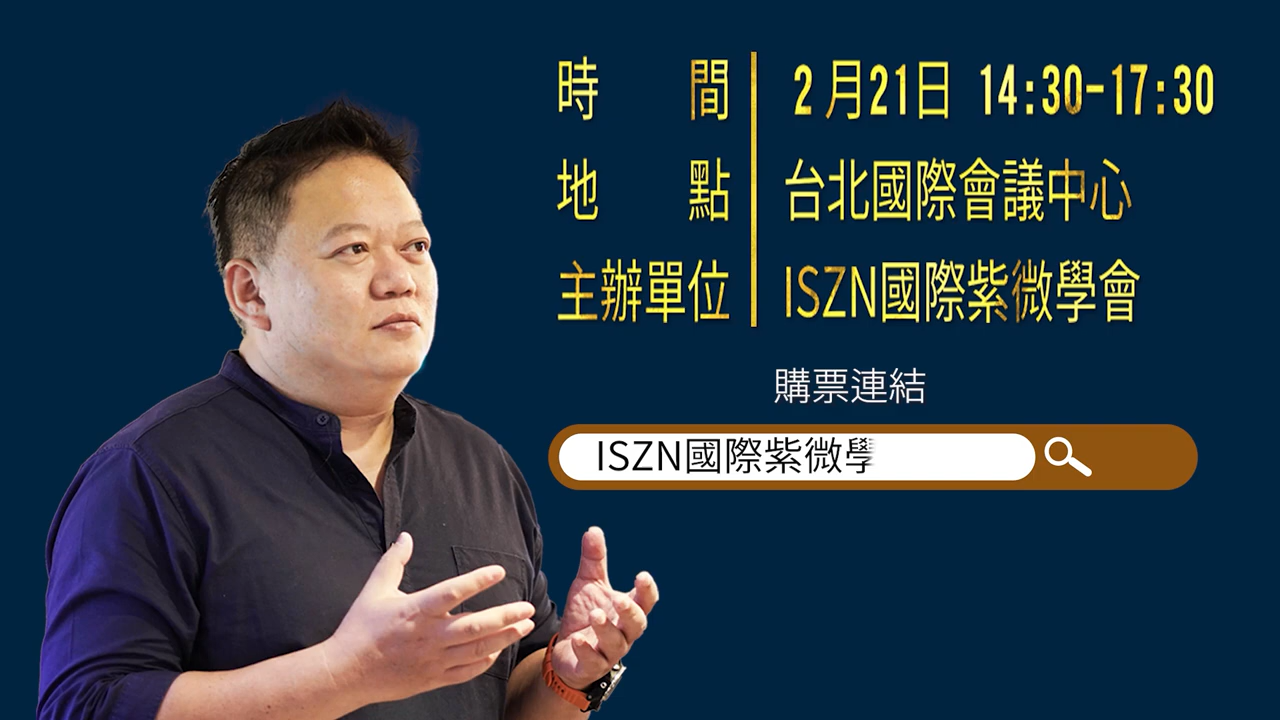 時間 2月21日 14:30-17:30
地點 台北國際會議中心
主辦單位 ISZN國際紫微學會
購票連結
ISZN國際紫微學